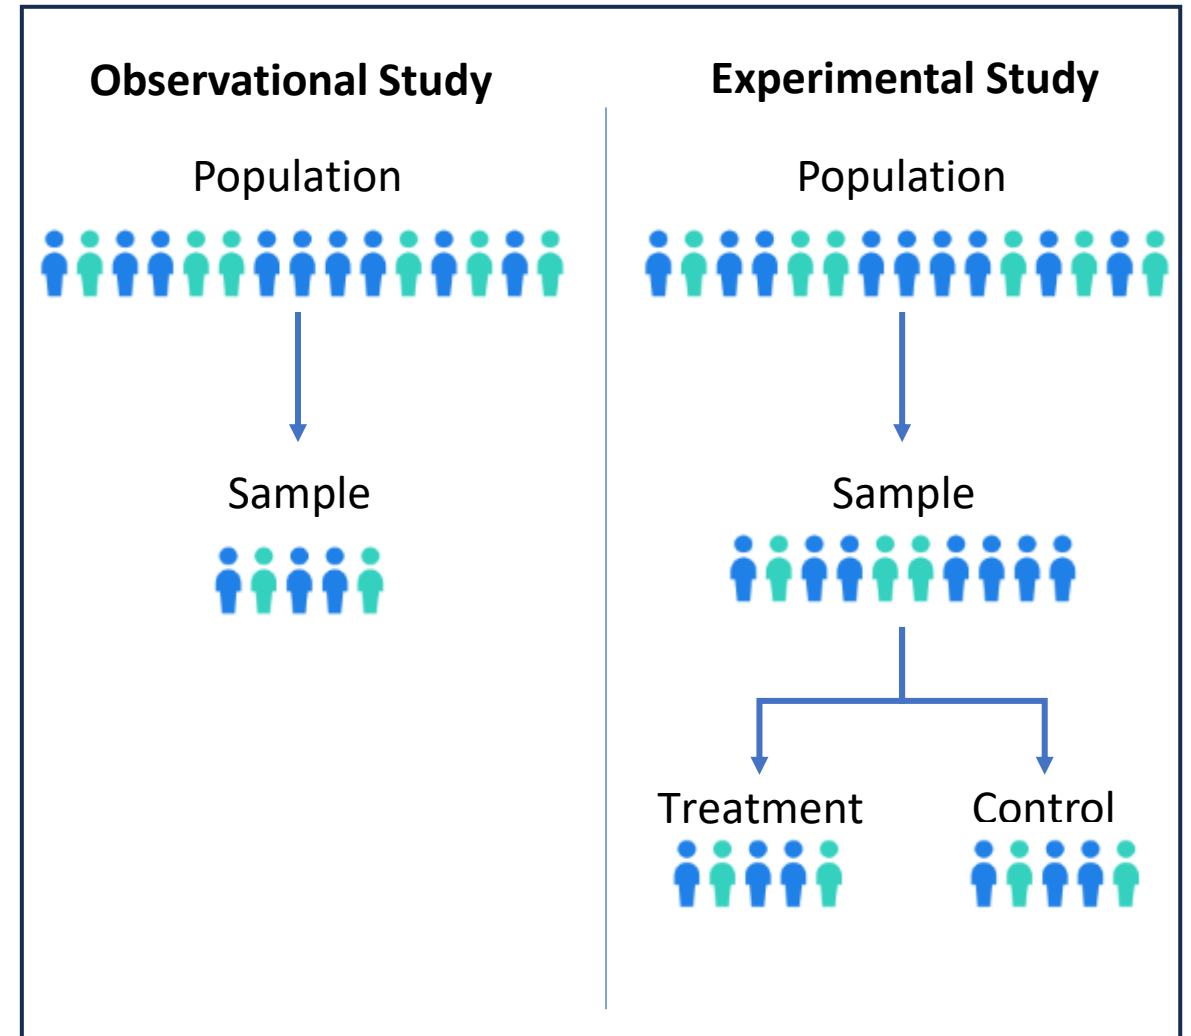 Observational Study
Population
Sample
Experimental Study
Population
Sample
Treatment
Control